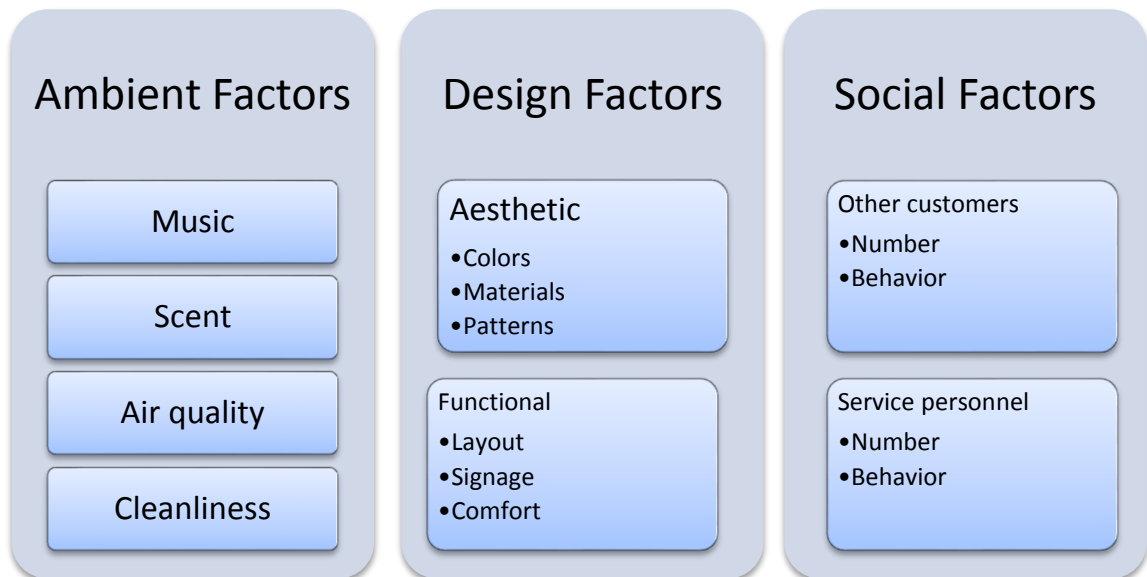 Ambient Factors
Music
Scent
Air quality
Cleanliness
Design Factors
Aesthetic
•Colors
•Materials
•Patterns
Functional
•Layout
•Signage
•Comfort
Social Factors
Other customers
•Number
•Behavior
Service personnel
•Number
•Behavior